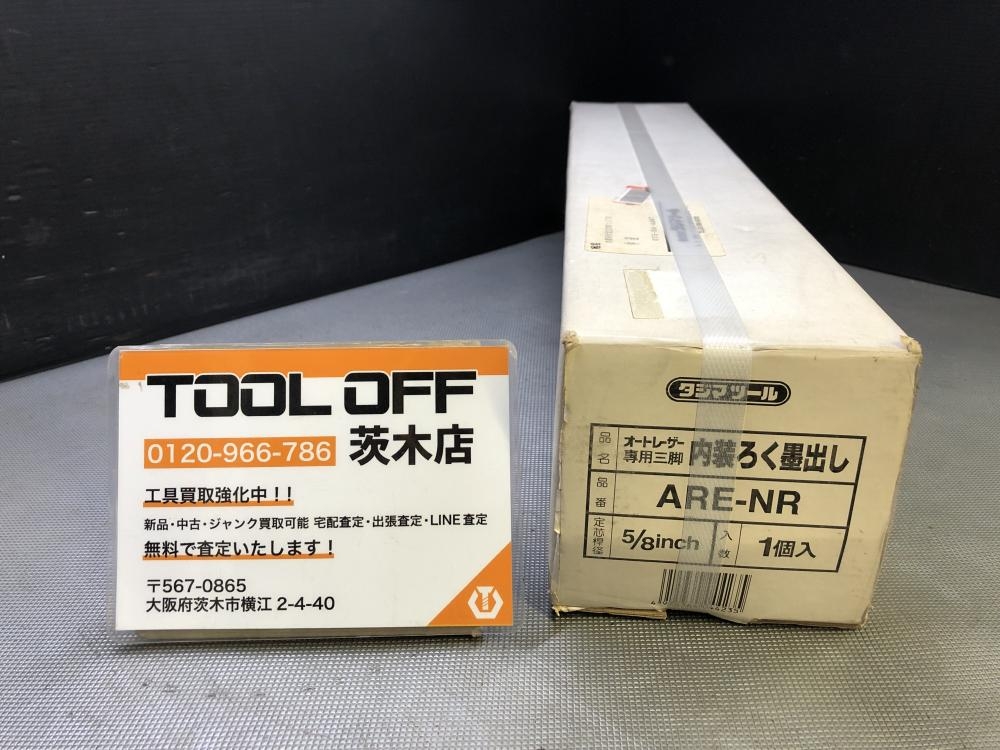 TOOL OFF
0120-966-786 茨木店
工具買取強化中！！
新品・中古・ジャンク買取可能 宅配査定・出張査定・LINE査定
無料で査定いたします！
〒567-0865
大阪府茨木市横江 2-4-40
タジマツール
品名 オートレーザー専用三脚 内装ろく墨出し
品番 ARE-NR
定芯桿径 5/8inch 入数 1個入